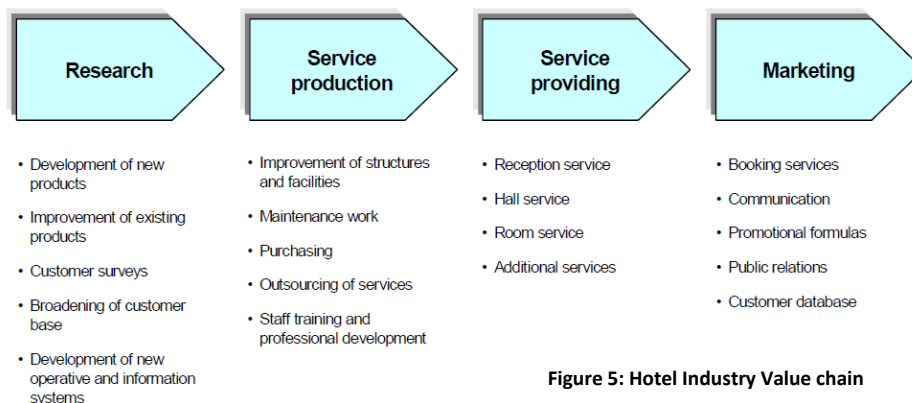 Research
Service
production
Service
providing
Marketing
• Development of new
products
• Improvement of existing
products
• Customer surveys
• Broadening of customer
base
• Development of new
operative and information
systems
• Improvement of structures
and facilities
• Maintenance work
• Purchasing
• Outsourcing of services
• Staff training and
professional development
• Reception service
• Hall service
• Room service
• Additional services
• Booking services
• Communication
• Promotional formulas
• Public relations
• Customer database
Figure 5: Hotel Industry Value chain